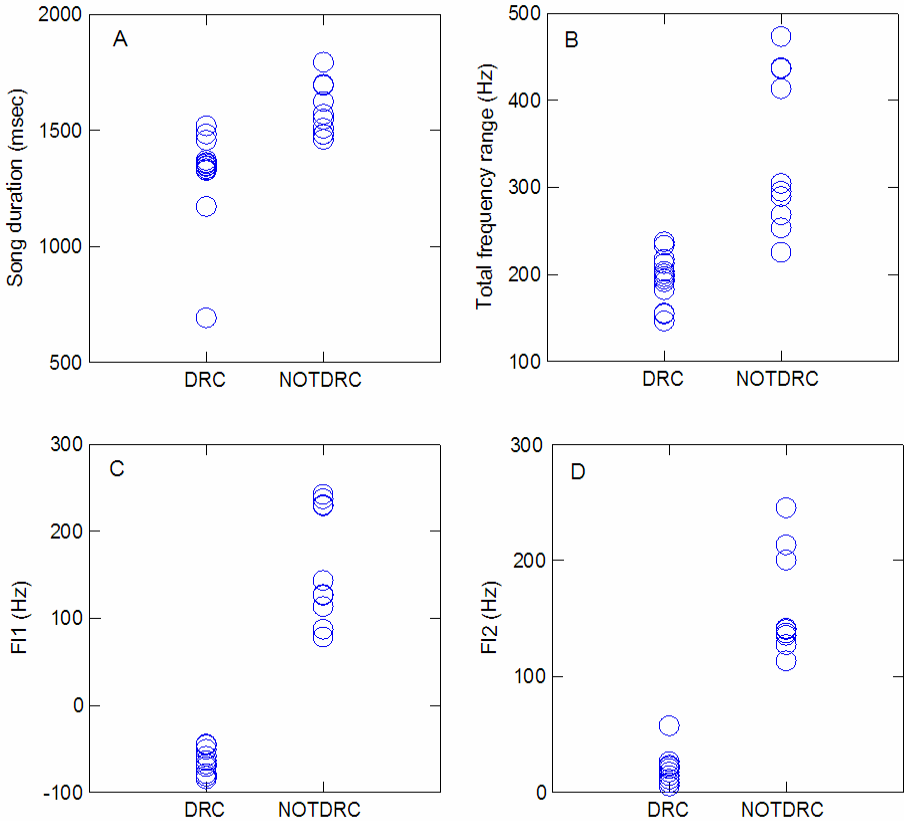 A
Song duration (msec)
2000
1500
1000
500
DRC NOTDRC
B
Total frequency range (Hz)
500
400
300
200
100
DRC NOTDRC
C
FI1 (Hz)
300
200
100
0
-100
DRC NOTDRC
D
FI2 (Hz)
300
200
100
0
DRC NOTDRC